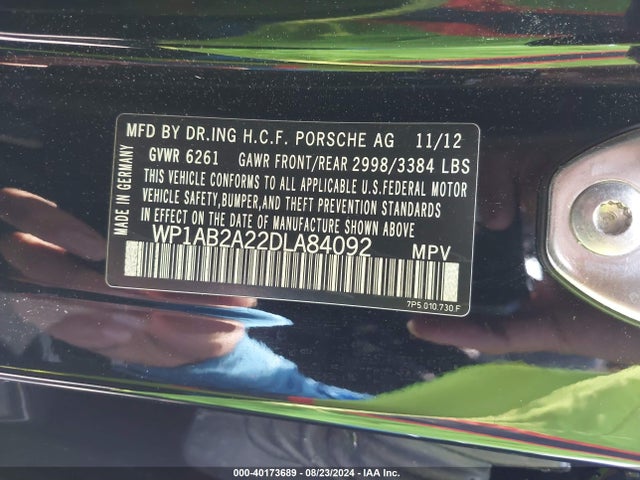 MFD BY DR.ING H.C.F. PORSCHE AG 11/12
GVWR 6261 GAWR FRONT/REAR 2998/3384 LBS
THIS VEHICLE CONFORMS TO ALL APPLICABLE U.S.FEDERAL MOTOR
VEHICLE SAFETY,BUMPER,AND THEFT PREVENTION STANDARDS
IN EFFECT ON THE DATE OF MANUFACTURE SHOWN ABOVE
WP1AB2A22DLA84092 MPV
MADE IN GERMANY
7P5.010.730.F
000-40173689 - 08/23/2024 - IAA Inc.